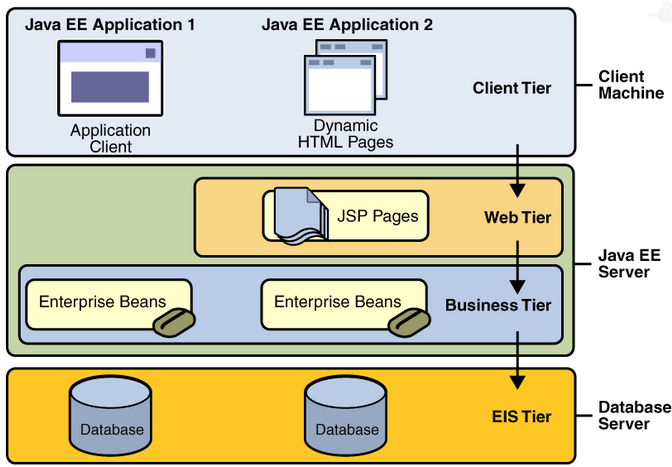 Java EE Application 1
Java EE Application 2
Client Tier
Client
Machine
Application
Client
Dynamic
HTML Pages
JSP Pages
Web Tier
Java EE
Server
Enterprise Beans
Enterprise Beans
Business Tier
Database
Database
EIS Tier
Database
Server